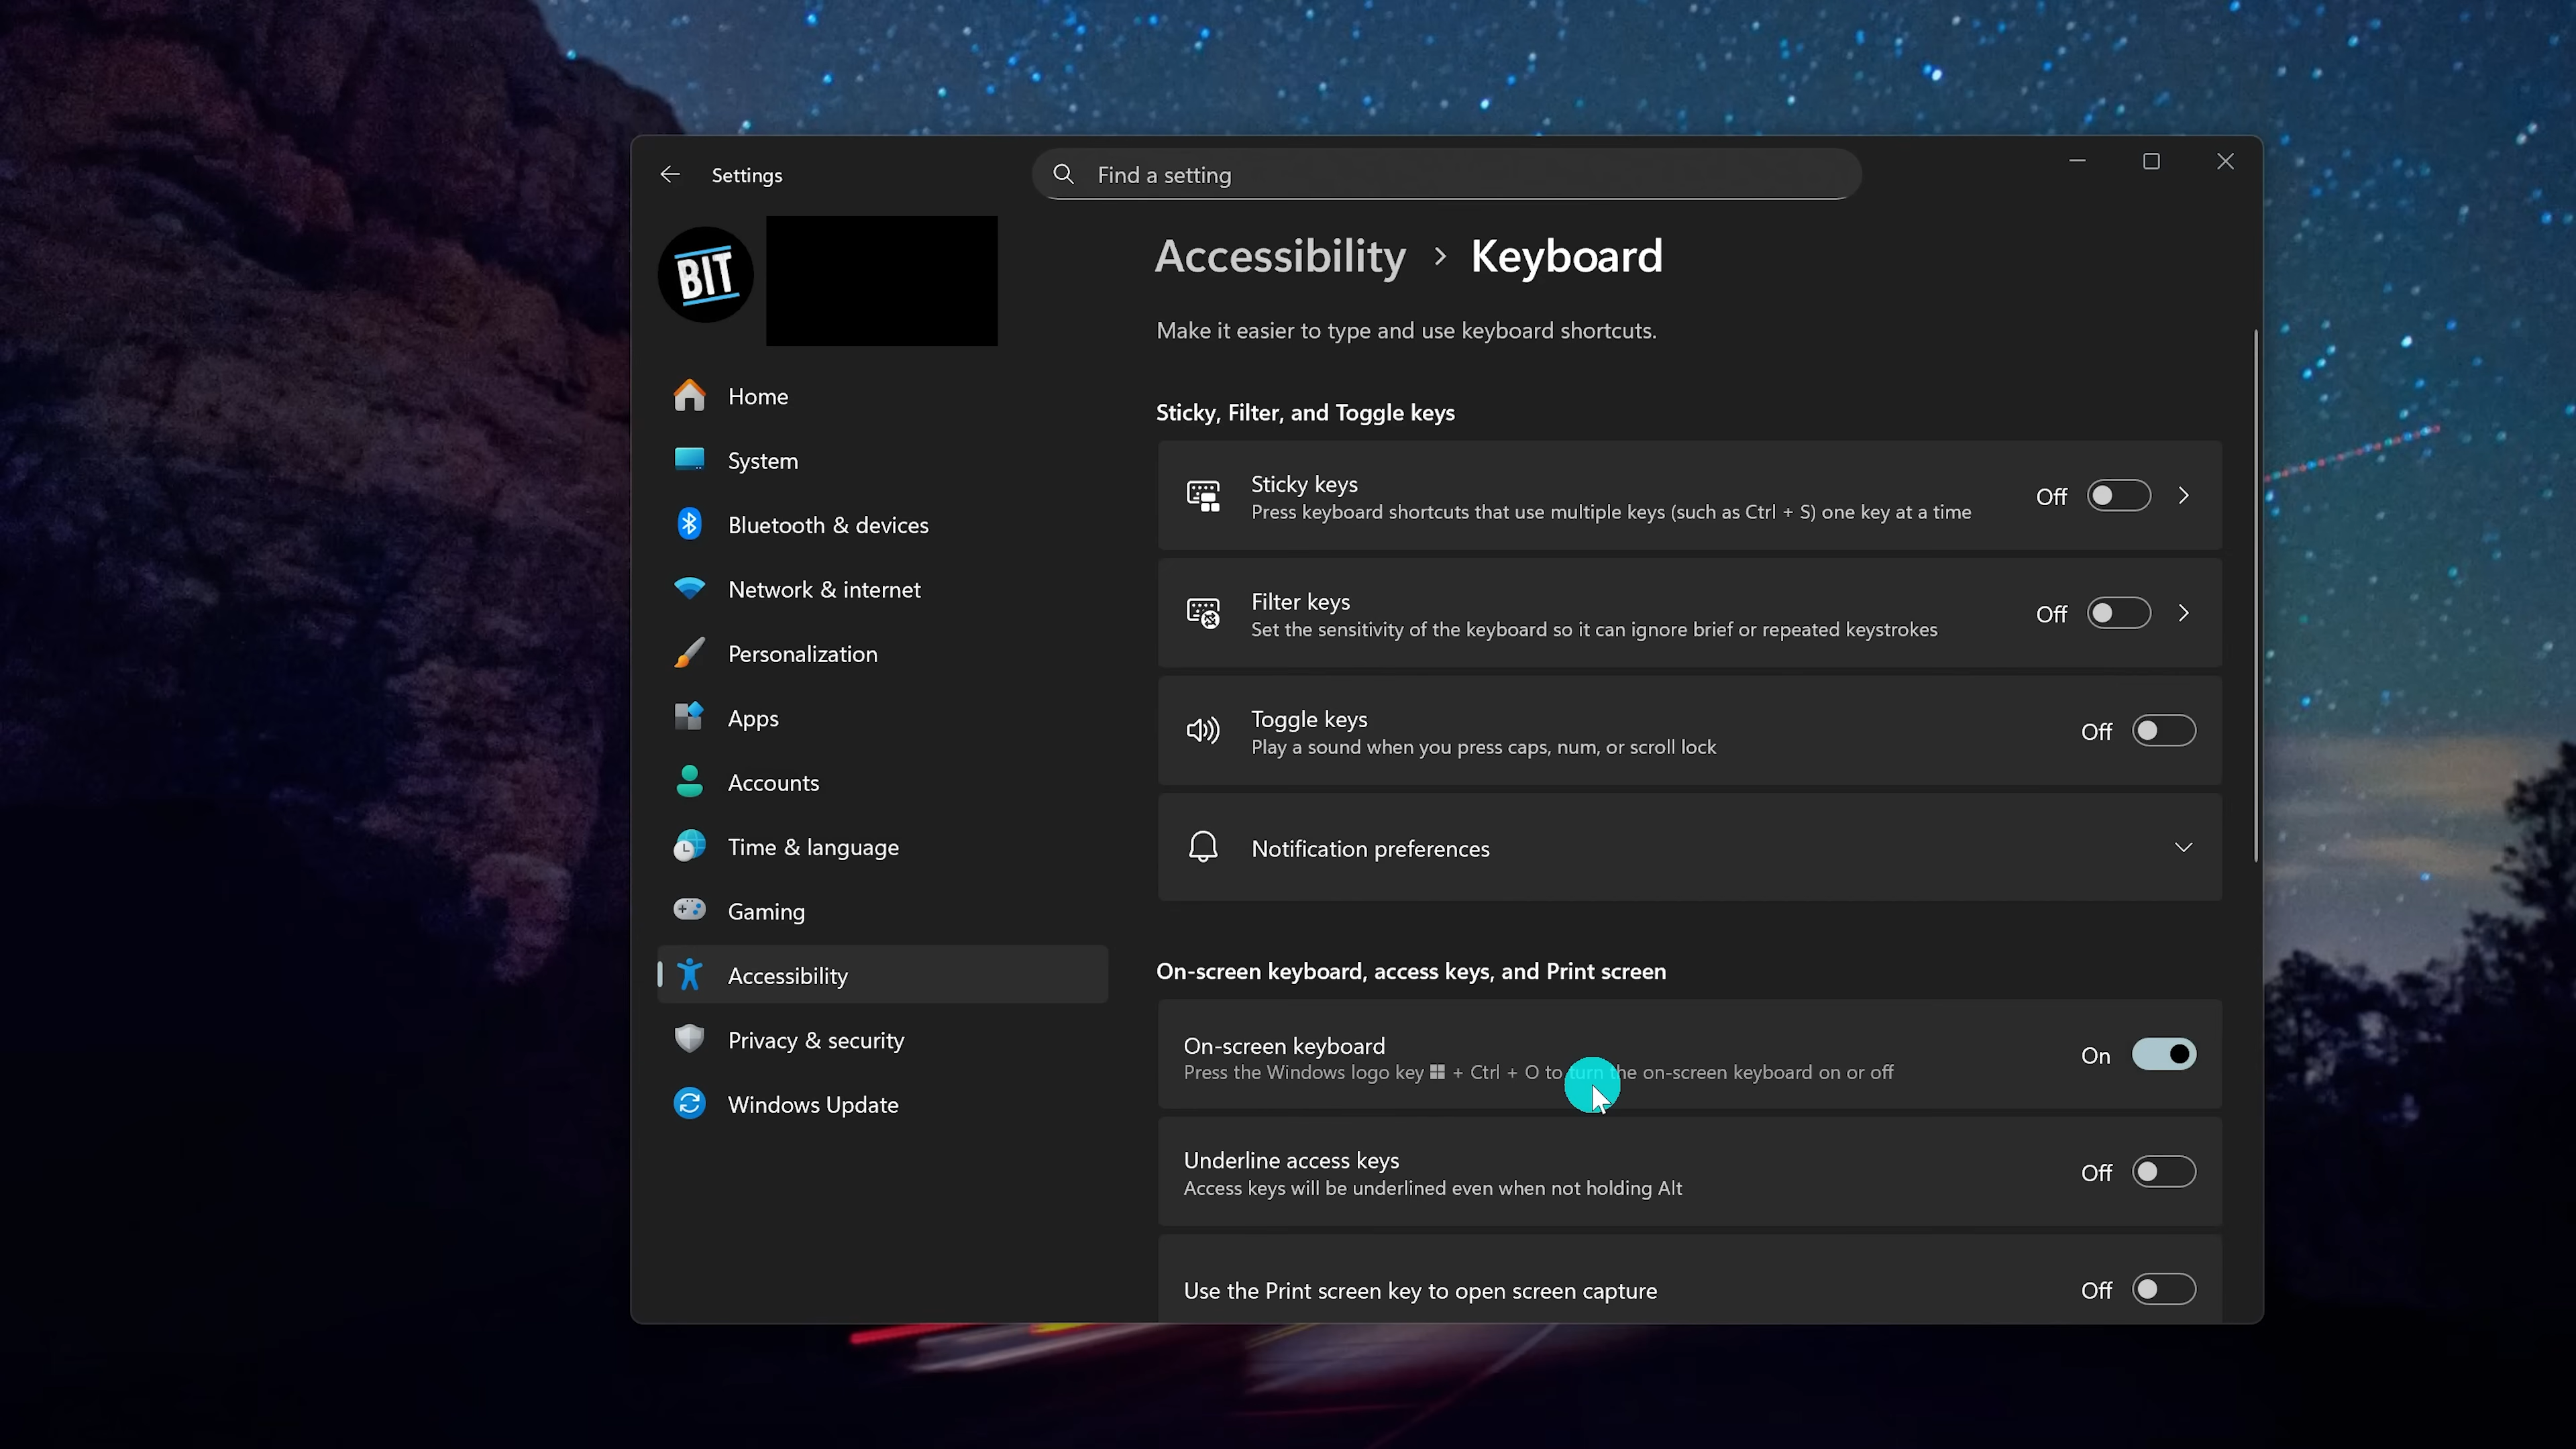 Settings
Find a setting
BIT
Accessibility > Keyboard
Make it easier to type and use keyboard shortcuts.
Home
System
Bluetooth & devices
Network & internet
Personalization
Apps
Accounts
Time & language
Gaming
Accessibility
Privacy & security
Windows Update
Sticky, Filter, and Toggle keys
Sticky keys
Press keyboard shortcuts that use multiple keys (such as Ctrl + S) one key at a time
Off
Filter keys
Set the sensitivity of the keyboard so it can ignore brief or repeated keystrokes
Off
Toggle keys
Play a sound when you press caps, num, or scroll lock
Off
Notification preferences
On-screen keyboard, access keys, and Print screen
On-screen keyboard
Press the Windows logo key + Ctrl + O to turn the on-screen keyboard on or off
On
Underline access keys
Access keys will be underlined even when not holding Alt
Off
Use the Print screen key to open screen capture
Off